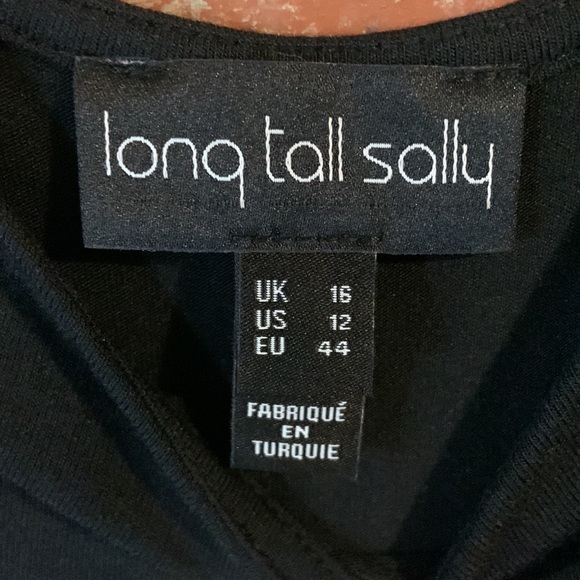 long tall sally
UK 16
US 12
EU 44
FABRIQUÉ
EN
TURQUIE